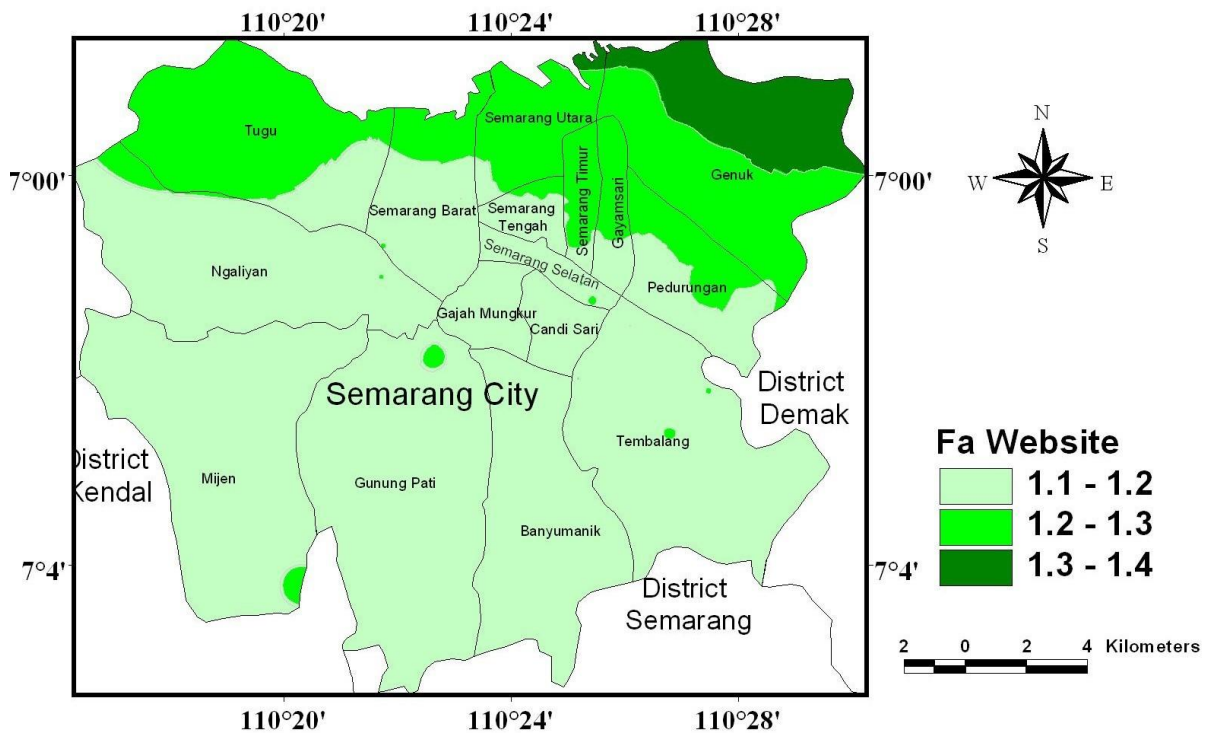 110°20' 110°24' 110°28'
Tugu
Semarang Utara
7°00'
Semarang Timur
Gayamsari
Genuk
7°00'
Semarang Barat
Semarang
Tengah
Semarang Selatan
Ngaliyan
Pedurungan
Gajah Mungkur
Candi Sari
Semarang City
District
Demak
District
Kendal
Mijen
Gunung Pati
Tembalang
Banyumanik
7°4'
7°4'
District
Semarang
110°20' 110°24' 110°28'
N
W E
S
Fa Website
1.1 - 1.2
1.2 - 1.3
1.3 - 1.4
2 0 2 4 Kilometers